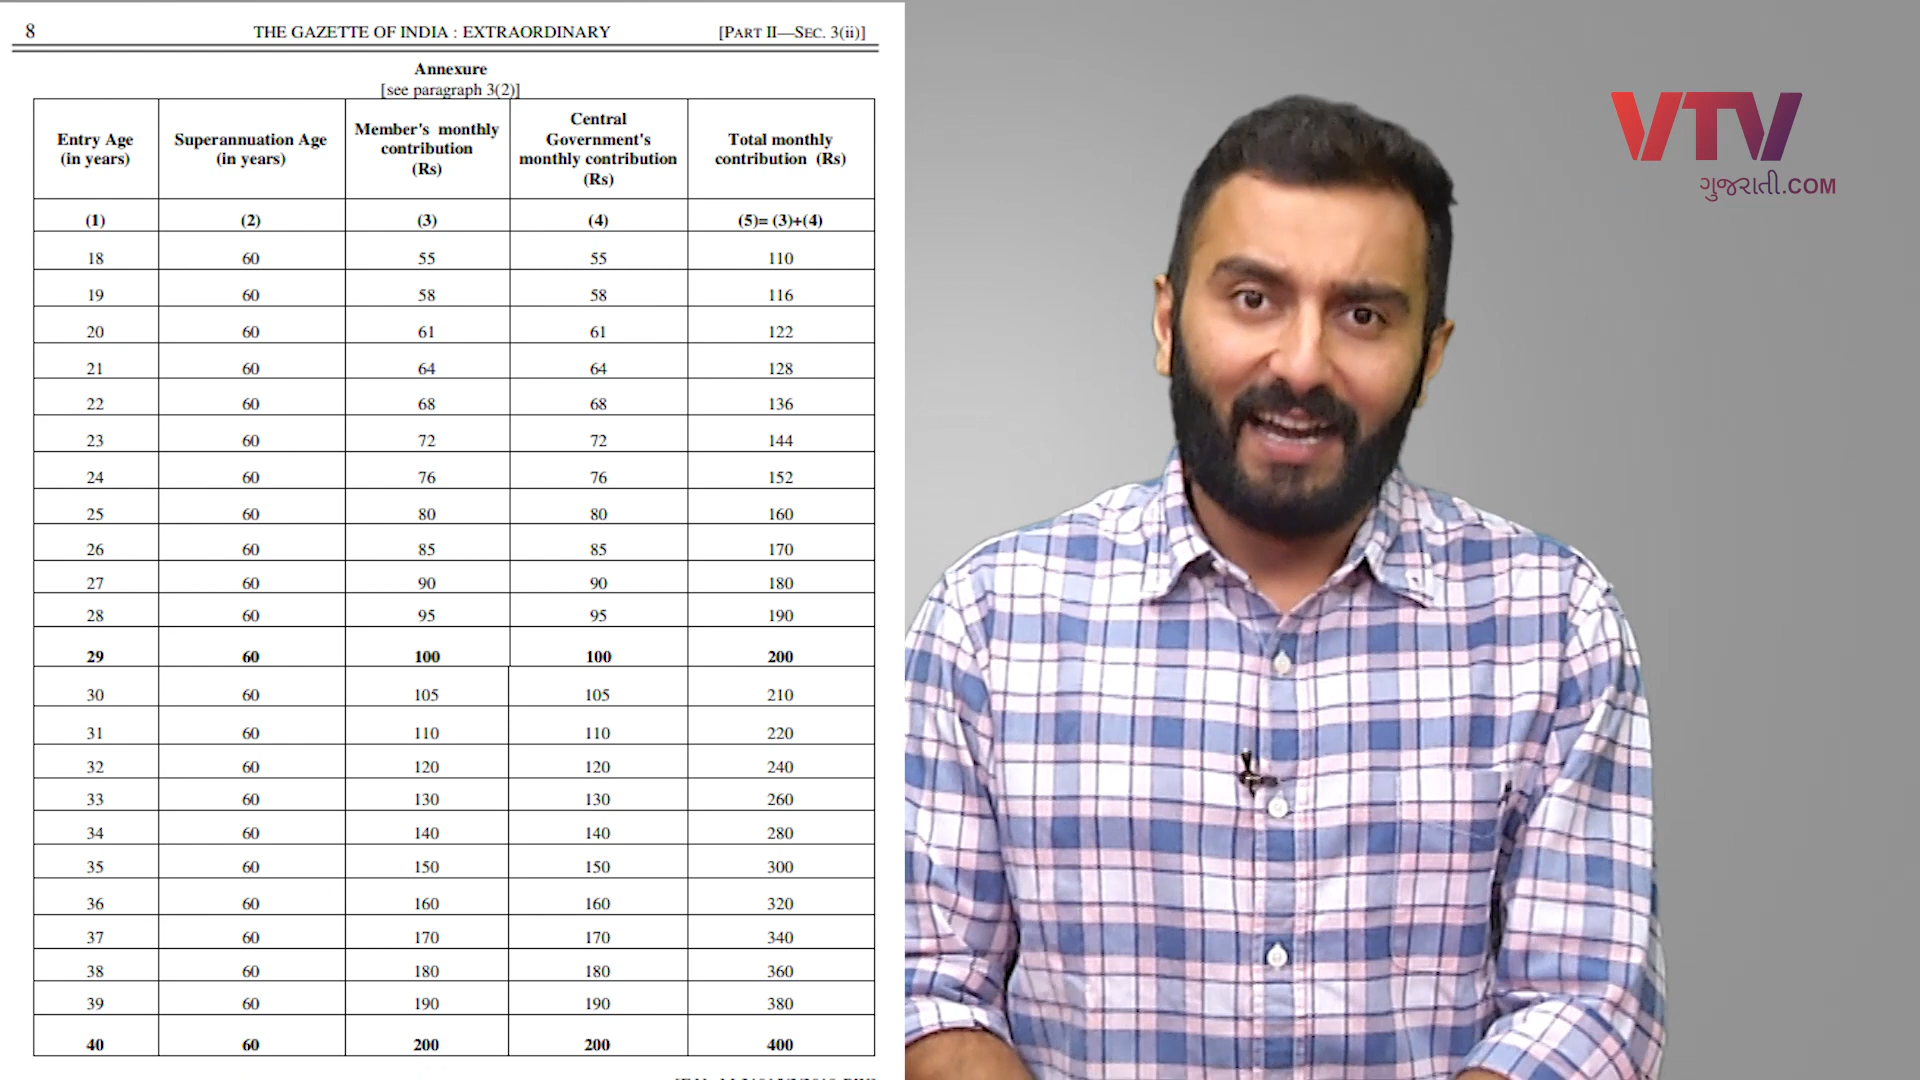 8 THE GAZETTE OF INDIA : EXTRAORDINARY [PART II—SEC. 3(ii)]
Annexure
[see paragraph 3(2)]
Entry Age (in years) Superannuation Age (in years) Member's monthly contribution (Rs) Central Government's monthly contribution (Rs) Total monthly contribution (Rs)
(1) (2) (3) (4) (5)= (3)+(4)
18 60 55 55 110
19 60 58 58 116
20 60 61 61 122
21 60 64 64 128
22 60 68 68 136
23 60 72 72 144
24 60 76 76 152
25 60 80 80 160
26 60 85 85 170
27 60 90 90 180
28 60 95 95 190
29 60 100 100 200
30 60 105 105 210
31 60 110 110 220
32 60 120 120 240
33 60 130 130 260
34 60 140 140 280
35 60 150 150 300
36 60 160 160 320
37 60 170 170 340
38 60 180 180 360
39 60 190 190 380
40 60 200 200 400
VTV
ગુજરાતી.COM